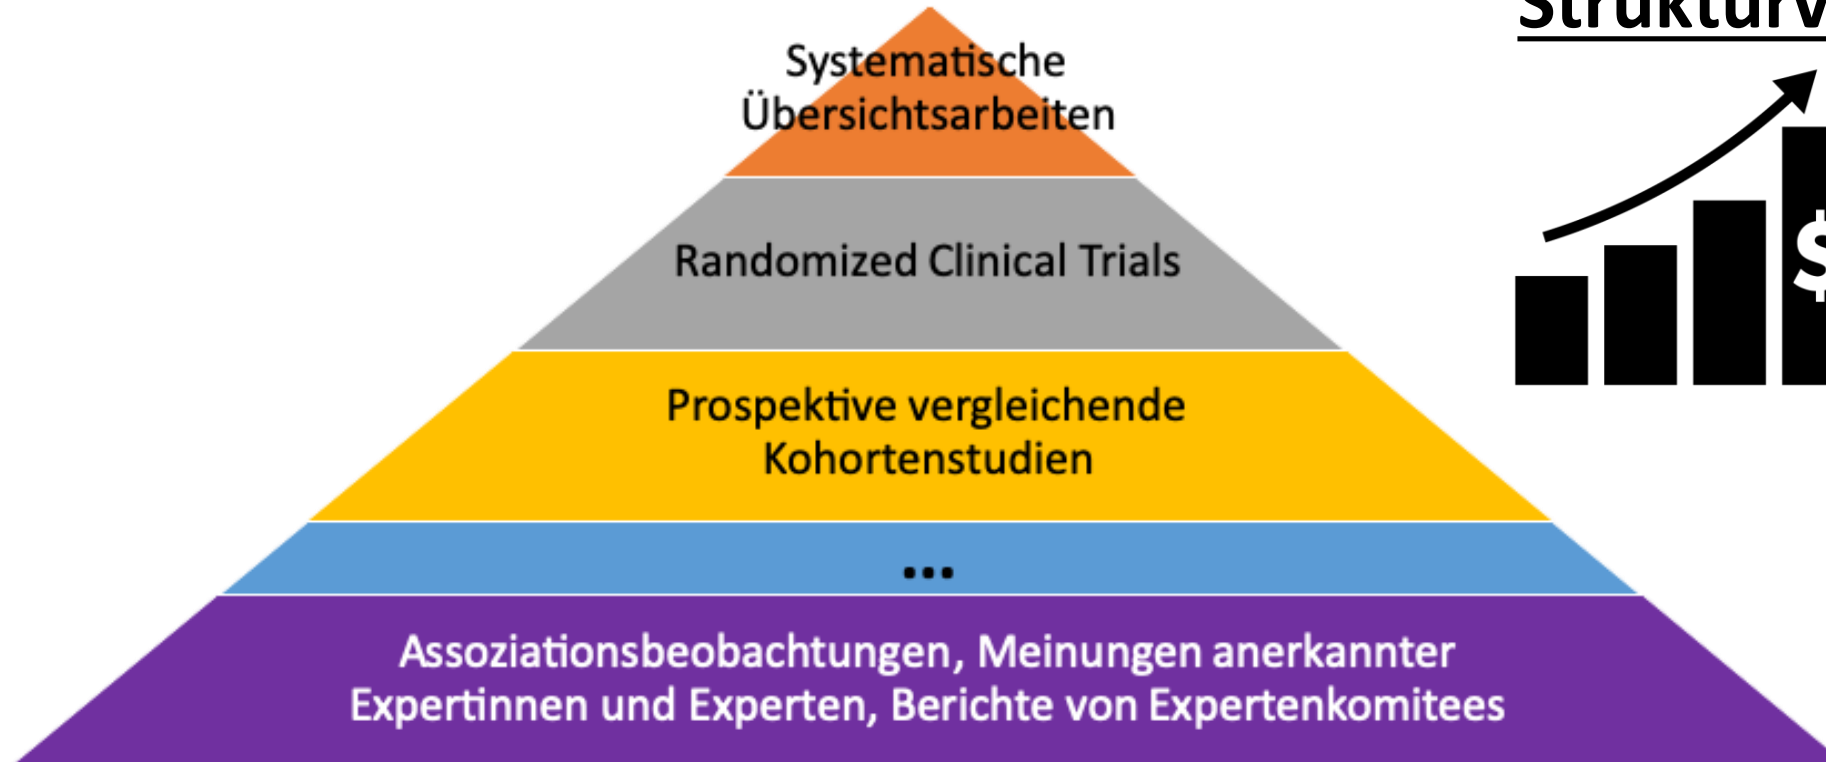 Systematische
Übersichtsarbeiten
Randomized Clinical Trials
Prospektive vergleichende
Kohortenstudien
...
Assoziationsbeobachtungen, Meinungen anerkannter
Expertinnen und Experten, Berichte von Expertenkomitees
$